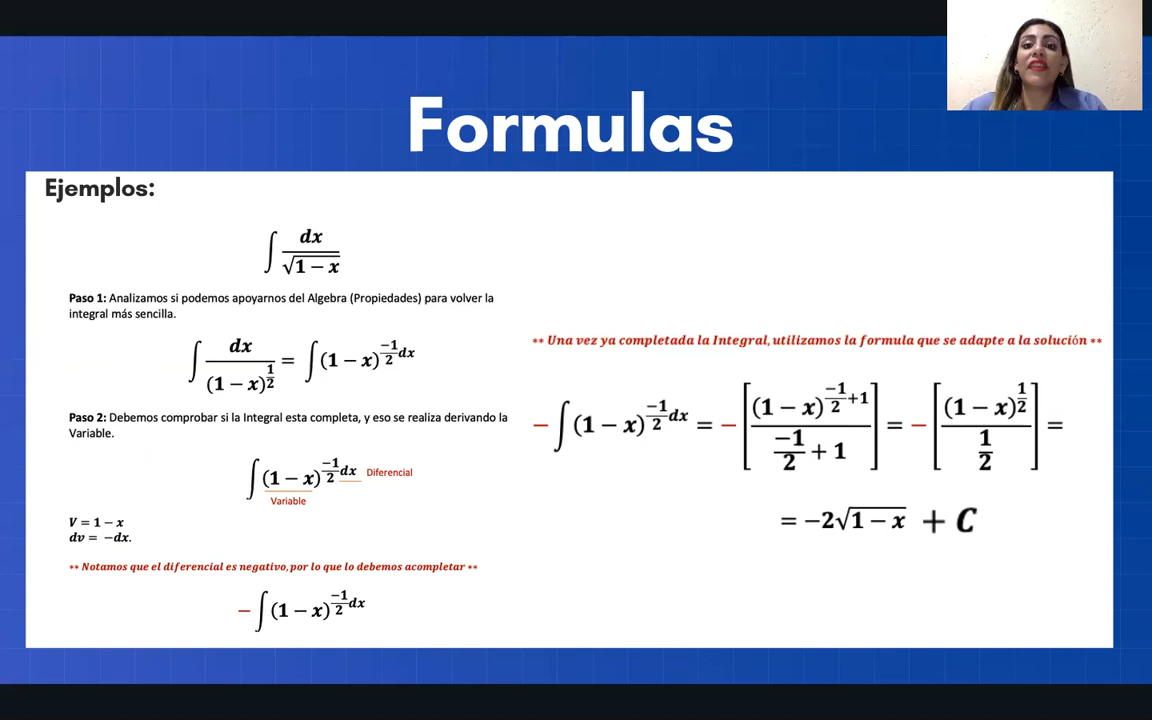 Formulas
Ejemplos:
∫ dx / √1 − x
Paso 1: Analizamos si podemos apoyarnos del Algebra (Propiedades) para volver la
integral más sencilla.
∫ dx / (1 − x)^(1/2) = ∫ (1 − x)^(−1/2) dx
Paso 2: Debemos comprobar si la Integral esta completa, y eso se realiza derivando la
Variable.
∫ (1 − x)^(−1/2) dx Diferencial
Variable
V = 1 − x
dv = −dx.
** Notamos que el diferencial es negativo, por lo que lo debemos acompletar **
− ∫ (1 − x)^(−1/2) dx
** Una vez ya completada la Integral, utilizamos la formula que se adapte a la solución **
− ∫ (1 − x)^(−1/2) dx = − [ (1 − x)^(−1/2 + 1) / (−1/2 + 1) ] = − [ (1 − x)^(1/2) / (1/2) ] =
= −2√1 − x + C